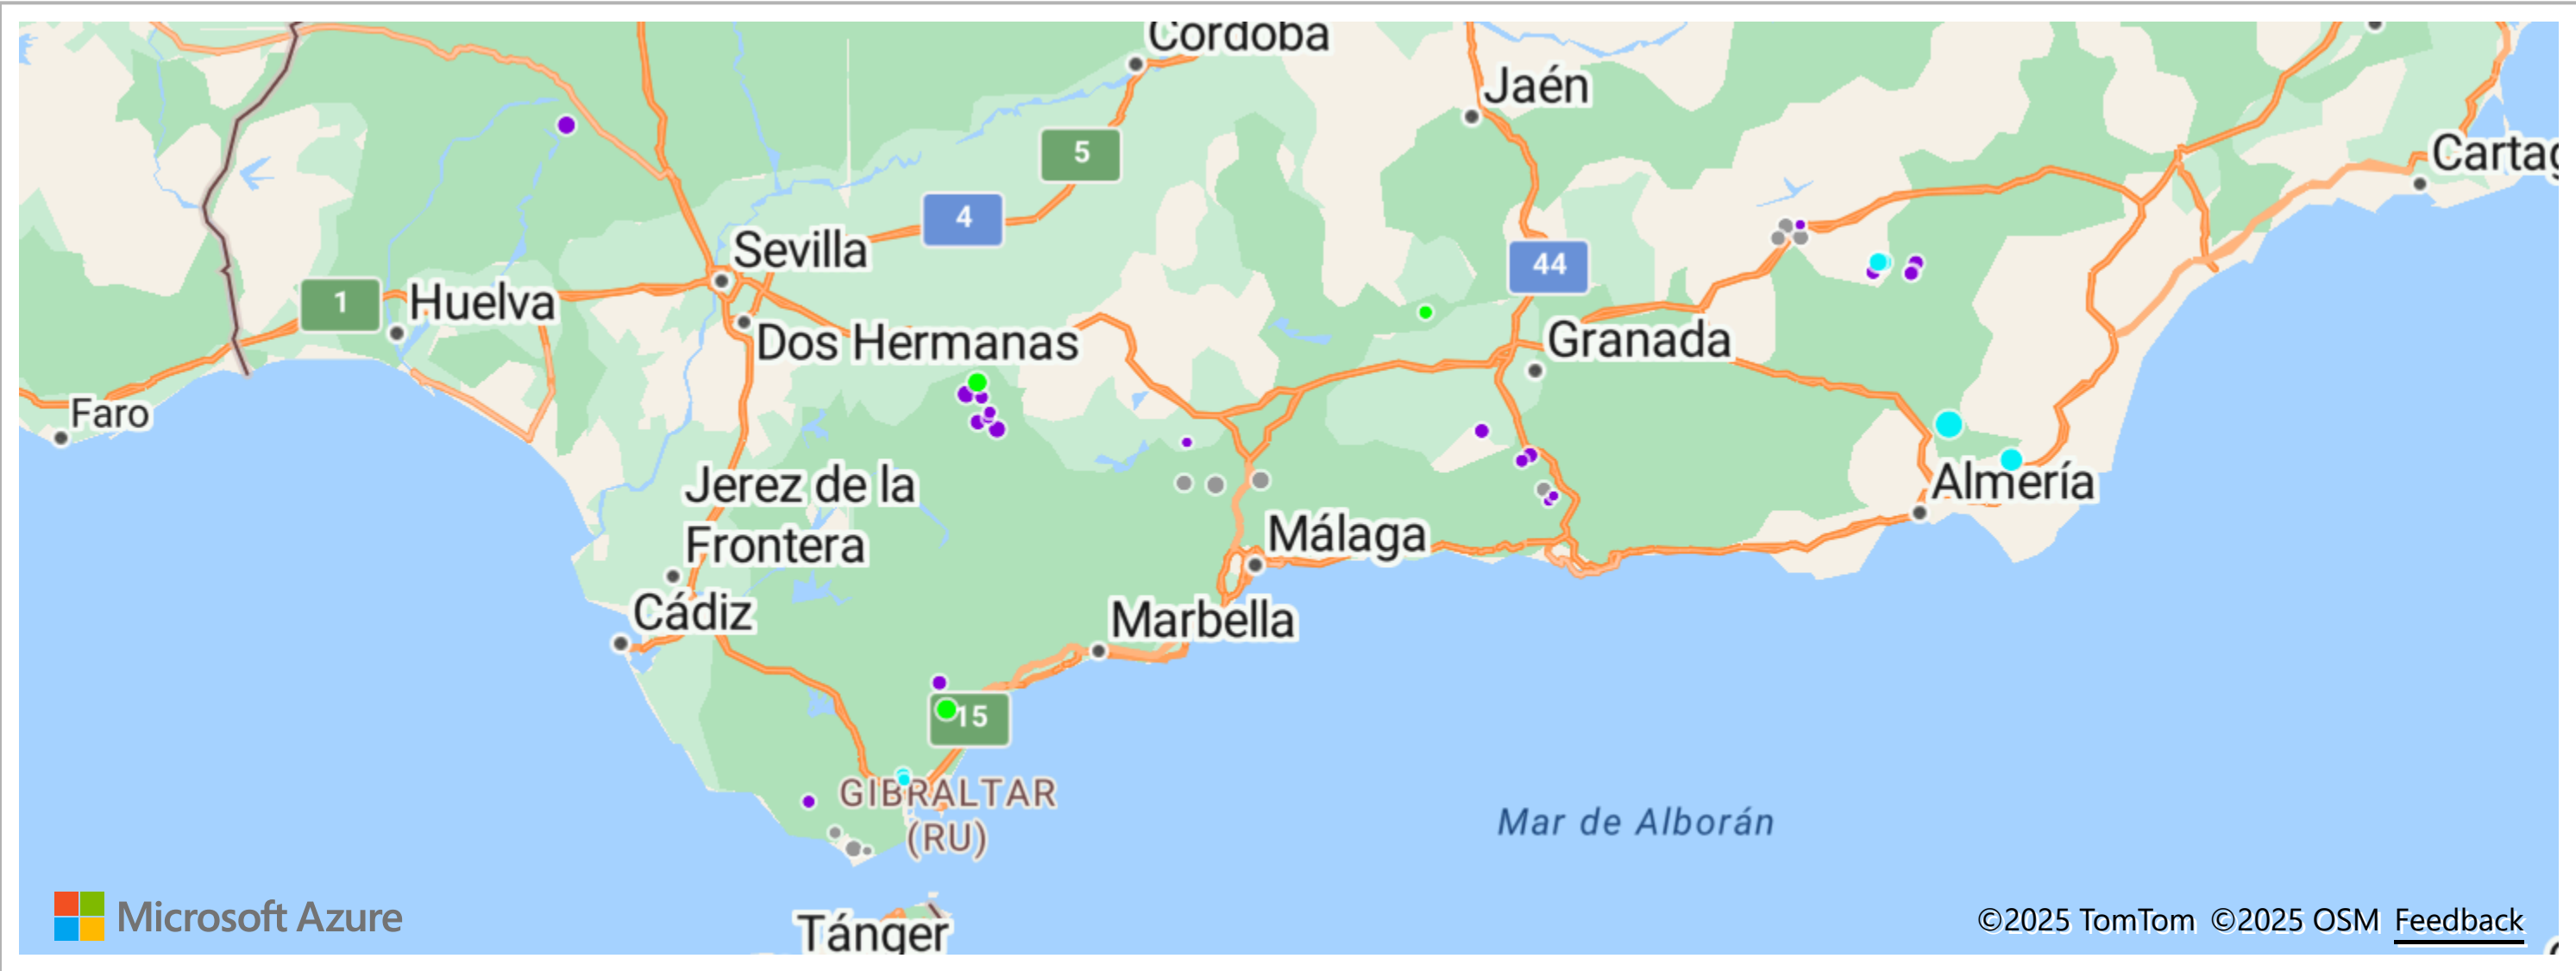 Cordoba
Jaén
5
Cartag
4
Sevilla
44
1
Huelva
Dos Hermanas
Granada
Faro
Jerez de la
Frontera
Almería
Málaga
Cádiz
Marbella
15
GIBRALTAR
(RU)
Mar de Alborán
Microsoft Azure
Tánger
©2025 TomTom ©2025 OSM Feedback